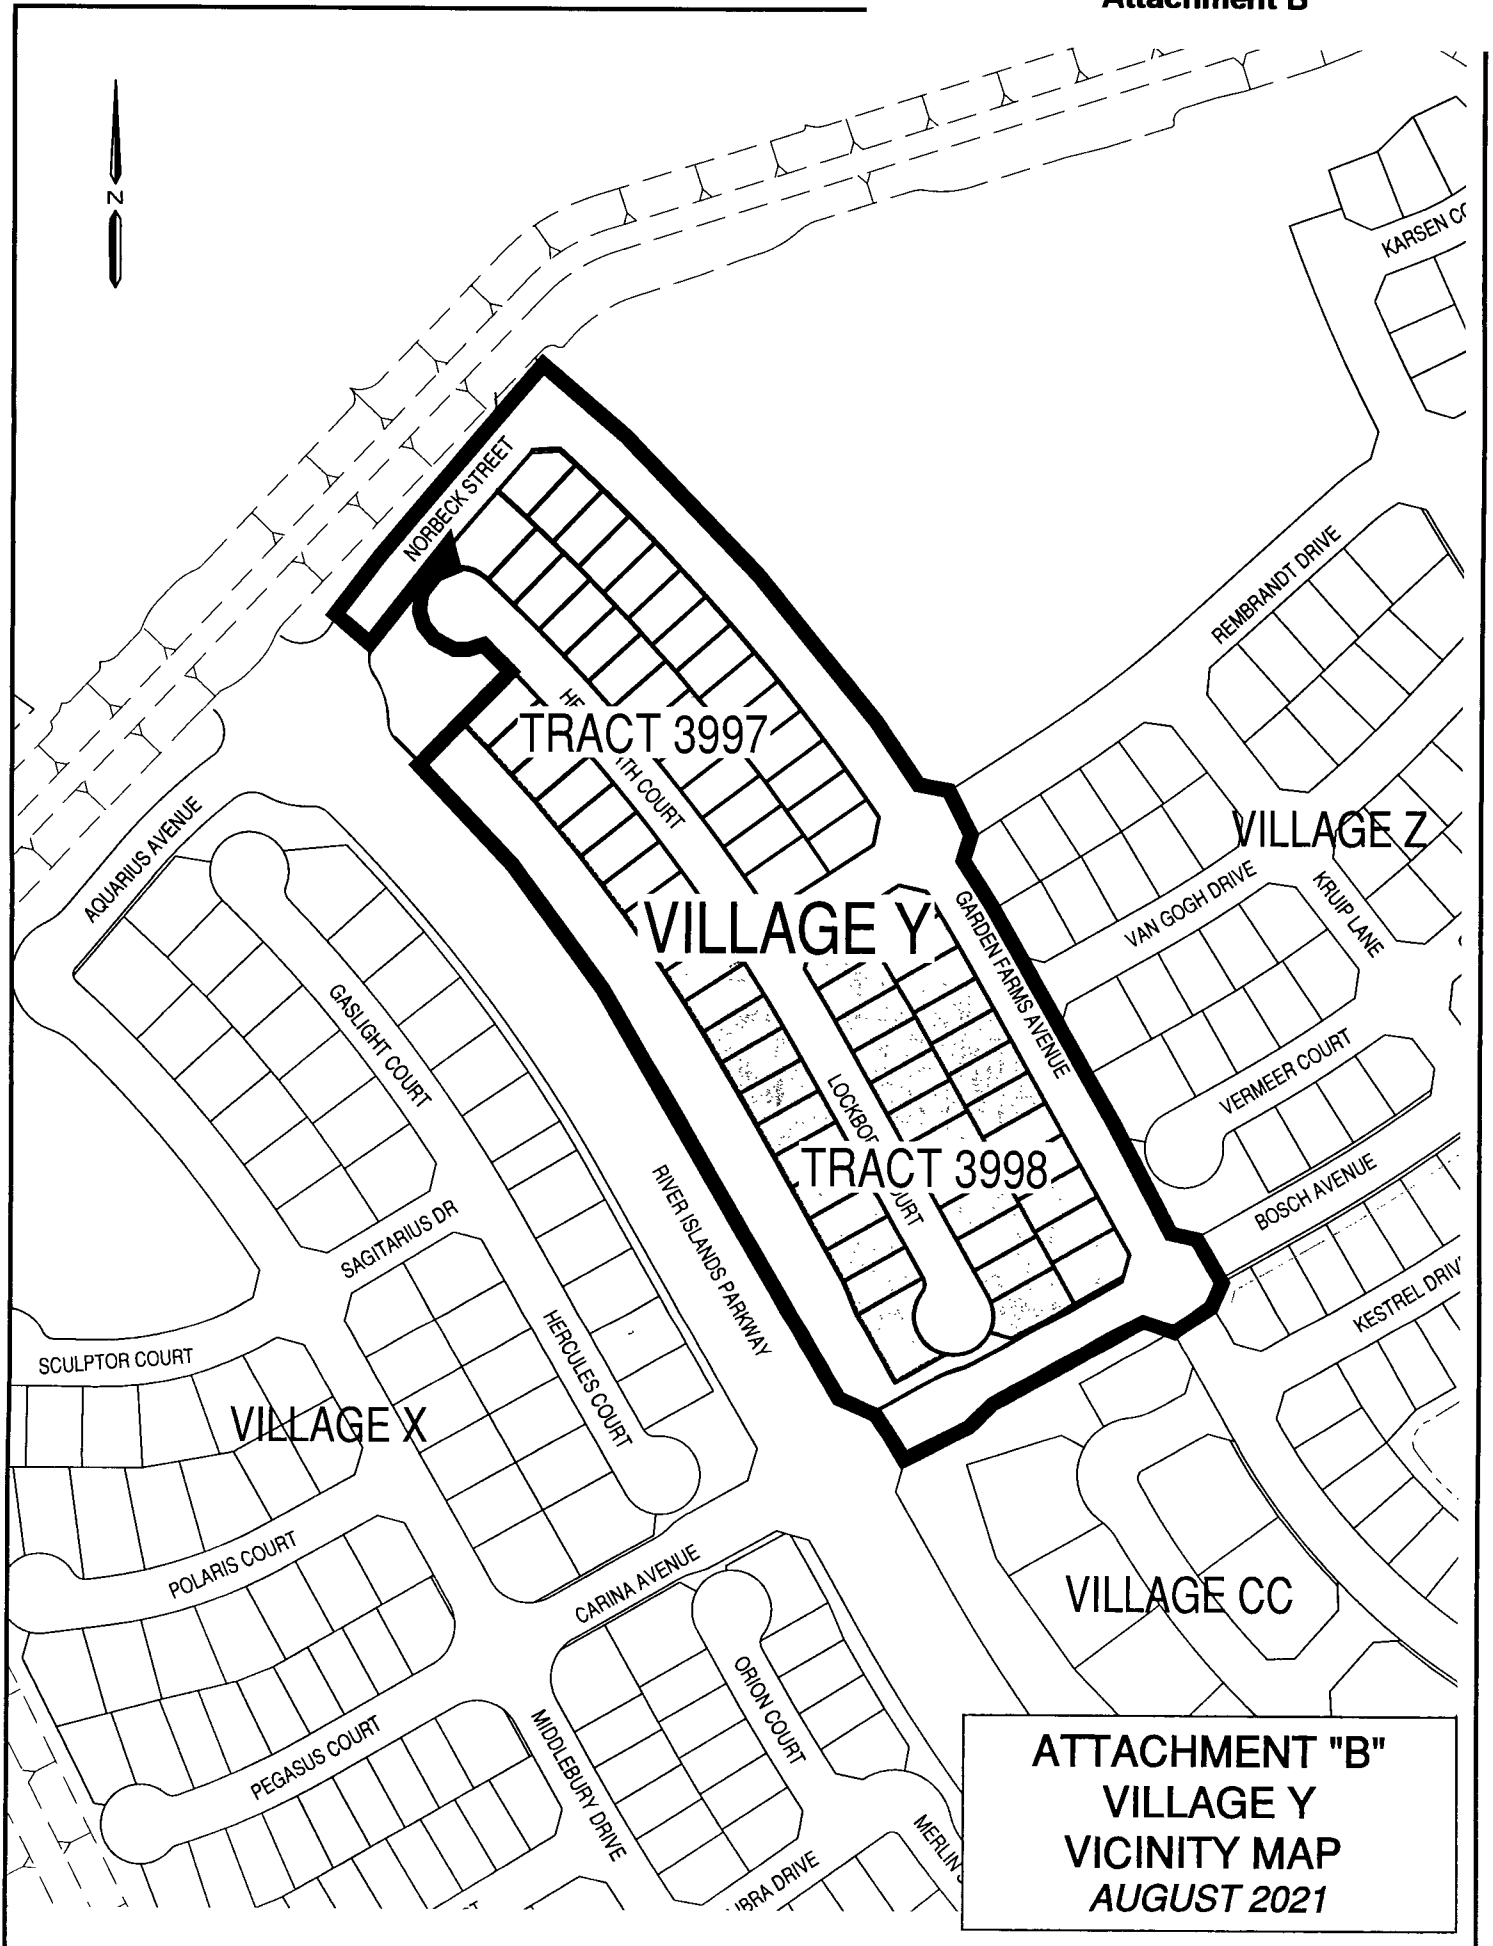 Attachment B
N
KARSEN
NORBECK STREET
REMBRANDT DRIVE
TRACT 3997
COURT
AQUARIUS AVENUE
VILLAGE Z
VAN GOGH DRIVE
KRUIP LANE
VILLAGE Y
GARDEN FARMS AVENUE
GASLIGHT COURT
VERMEER COURT
TRACT 3998
BOSCH AVENUE
RIVER ISLANDS PARKWAY
SAGITARIUS DR
KESTREL
HERCULES COURT
SCULPTOR COURT
VILLAGE X
POLARIS COURT
CARINA AVENUE
VILLAGE CC
ORION COURT
PEGASUS COURT
MIDDLEBURY DRIVE
DRIVE
ATTACHMENT "B"
VILLAGE Y
VICINITY MAP
AUGUST 2021